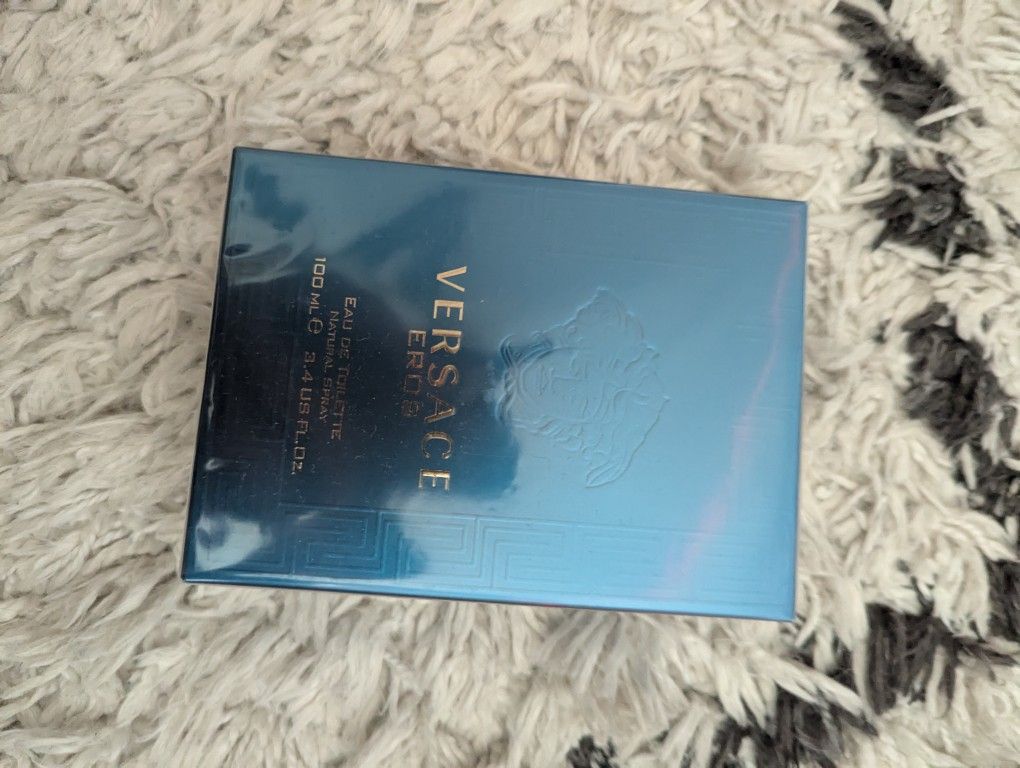 VERSACE
EROS
EAU DE TOILETTE
NATURAL SPRAY
100 ML ℮ 3.4 US FL.OZ.